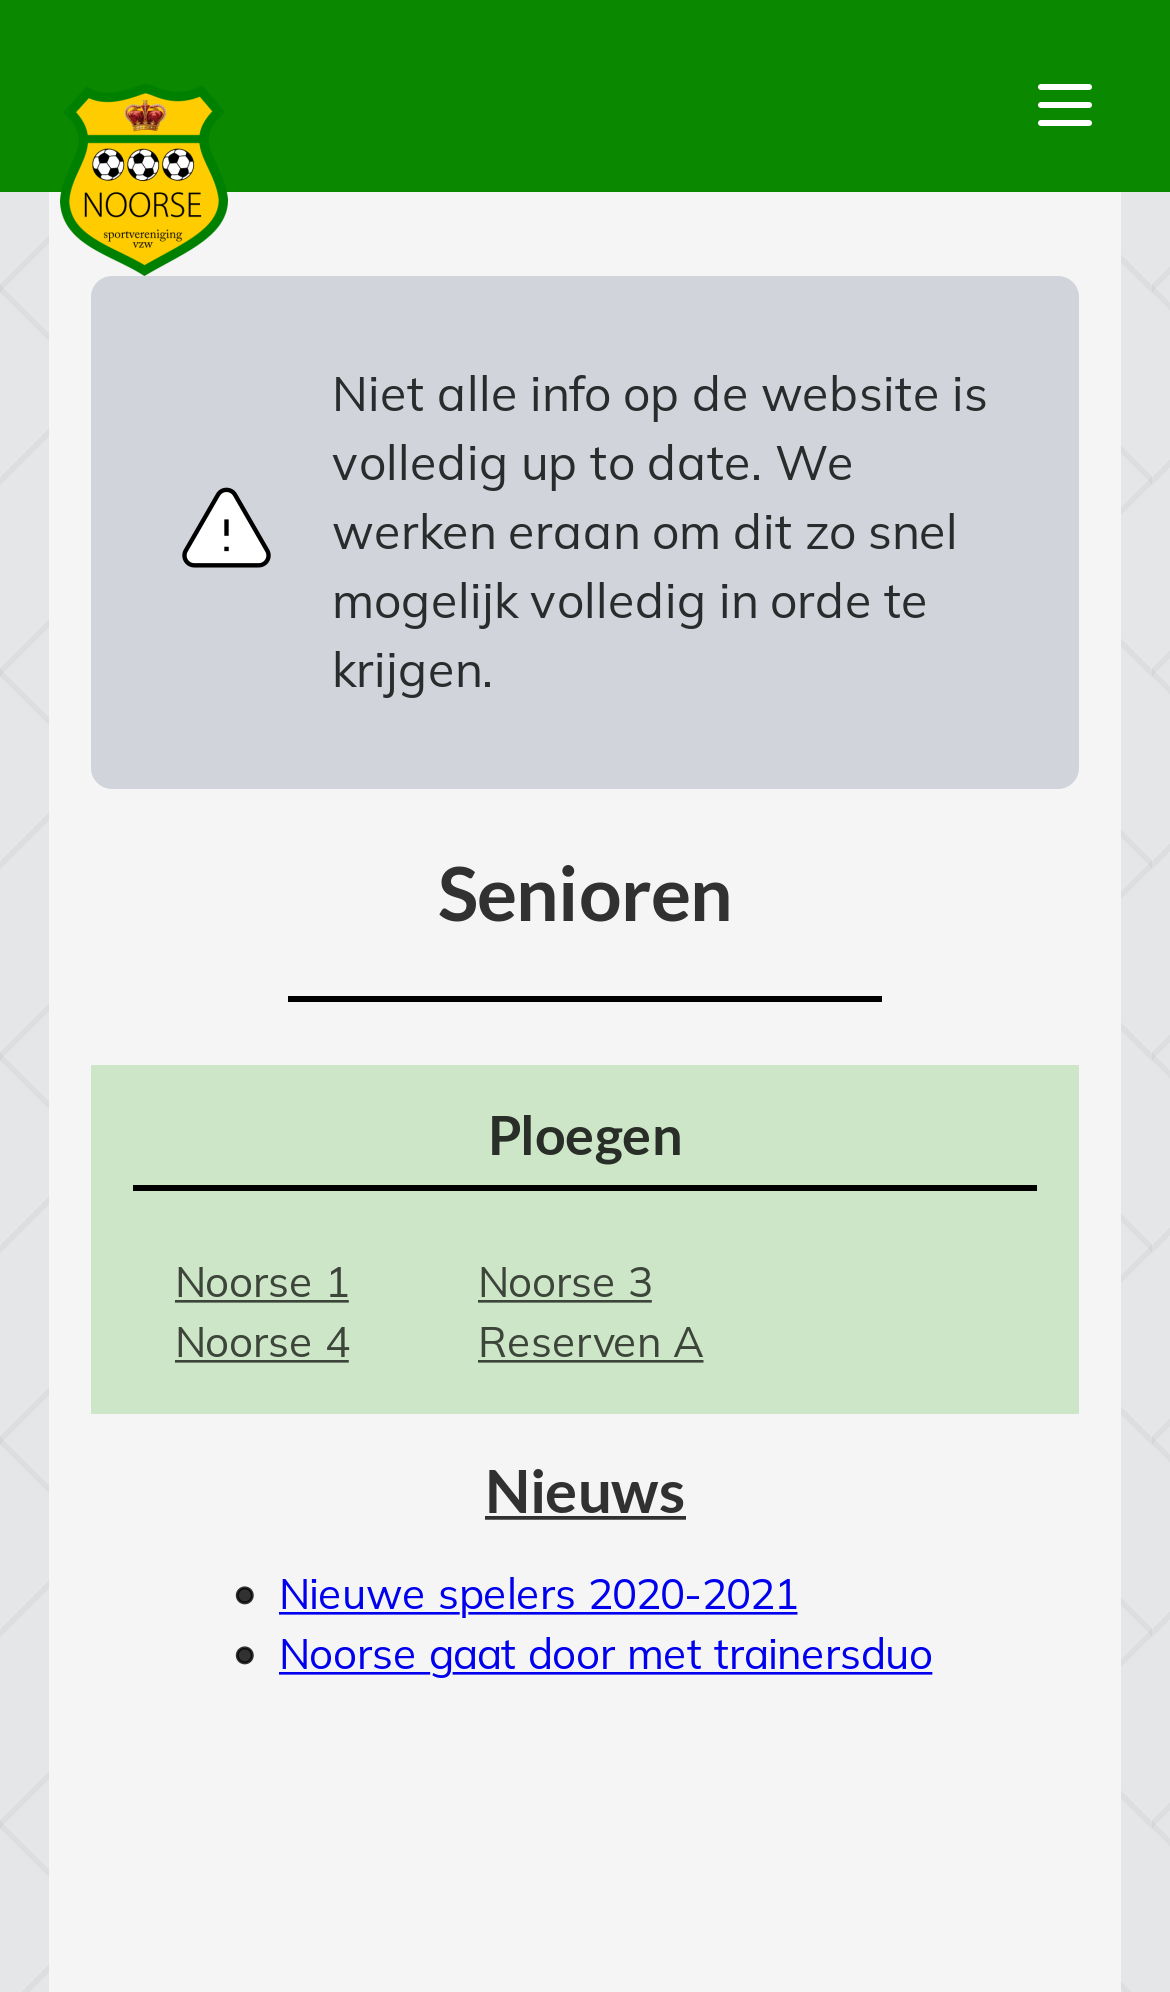 NOORSE
sportvereniging
vzw
Niet alle info op de website is
volledig up to date. We
werken eraan om dit zo snel
mogelijk volledig in orde te
krijgen.
Senioren
Ploegen
Noorse 1 Noorse 3
Noorse 4 Reserven A
Nieuws
Nieuwe spelers 2020-2021
Noorse gaat door met trainersduo